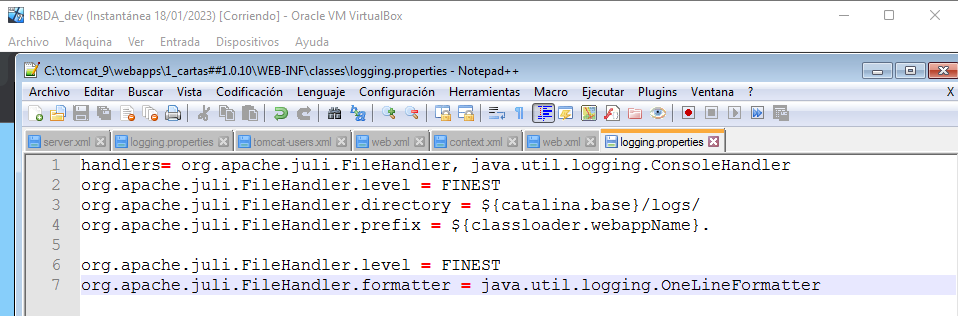 RBDA_dev (Instantánea 18/01/2023) [Corriendo] - Oracle VM VirtualBox
Archivo Máquina Ver Entrada Dispositivos Ayuda
C:\tomcat_9\webapps\1_cartas##1.0.10\WEB-INF\classes\logging.properties - Notepad++
Archivo Editar Buscar Vista Codificación Lenguaje Configuración Herramientas Macro Ejecutar Plugins Ventana ? X
server.xml logging.properties tomcat-users.xml web.xml context.xml web.xml logging.properties
1 handlers= org.apache.juli.FileHandler, java.util.logging.ConsoleHandler
2 org.apache.juli.FileHandler.level = FINEST
3 org.apache.juli.FileHandler.directory = ${catalina.base}/logs/
4 org.apache.juli.FileHandler.prefix = ${classloader.webappName}.
5
6 org.apache.juli.FileHandler.level = FINEST
7 org.apache.juli.FileHandler.formatter = java.util.logging.OneLineFormatter